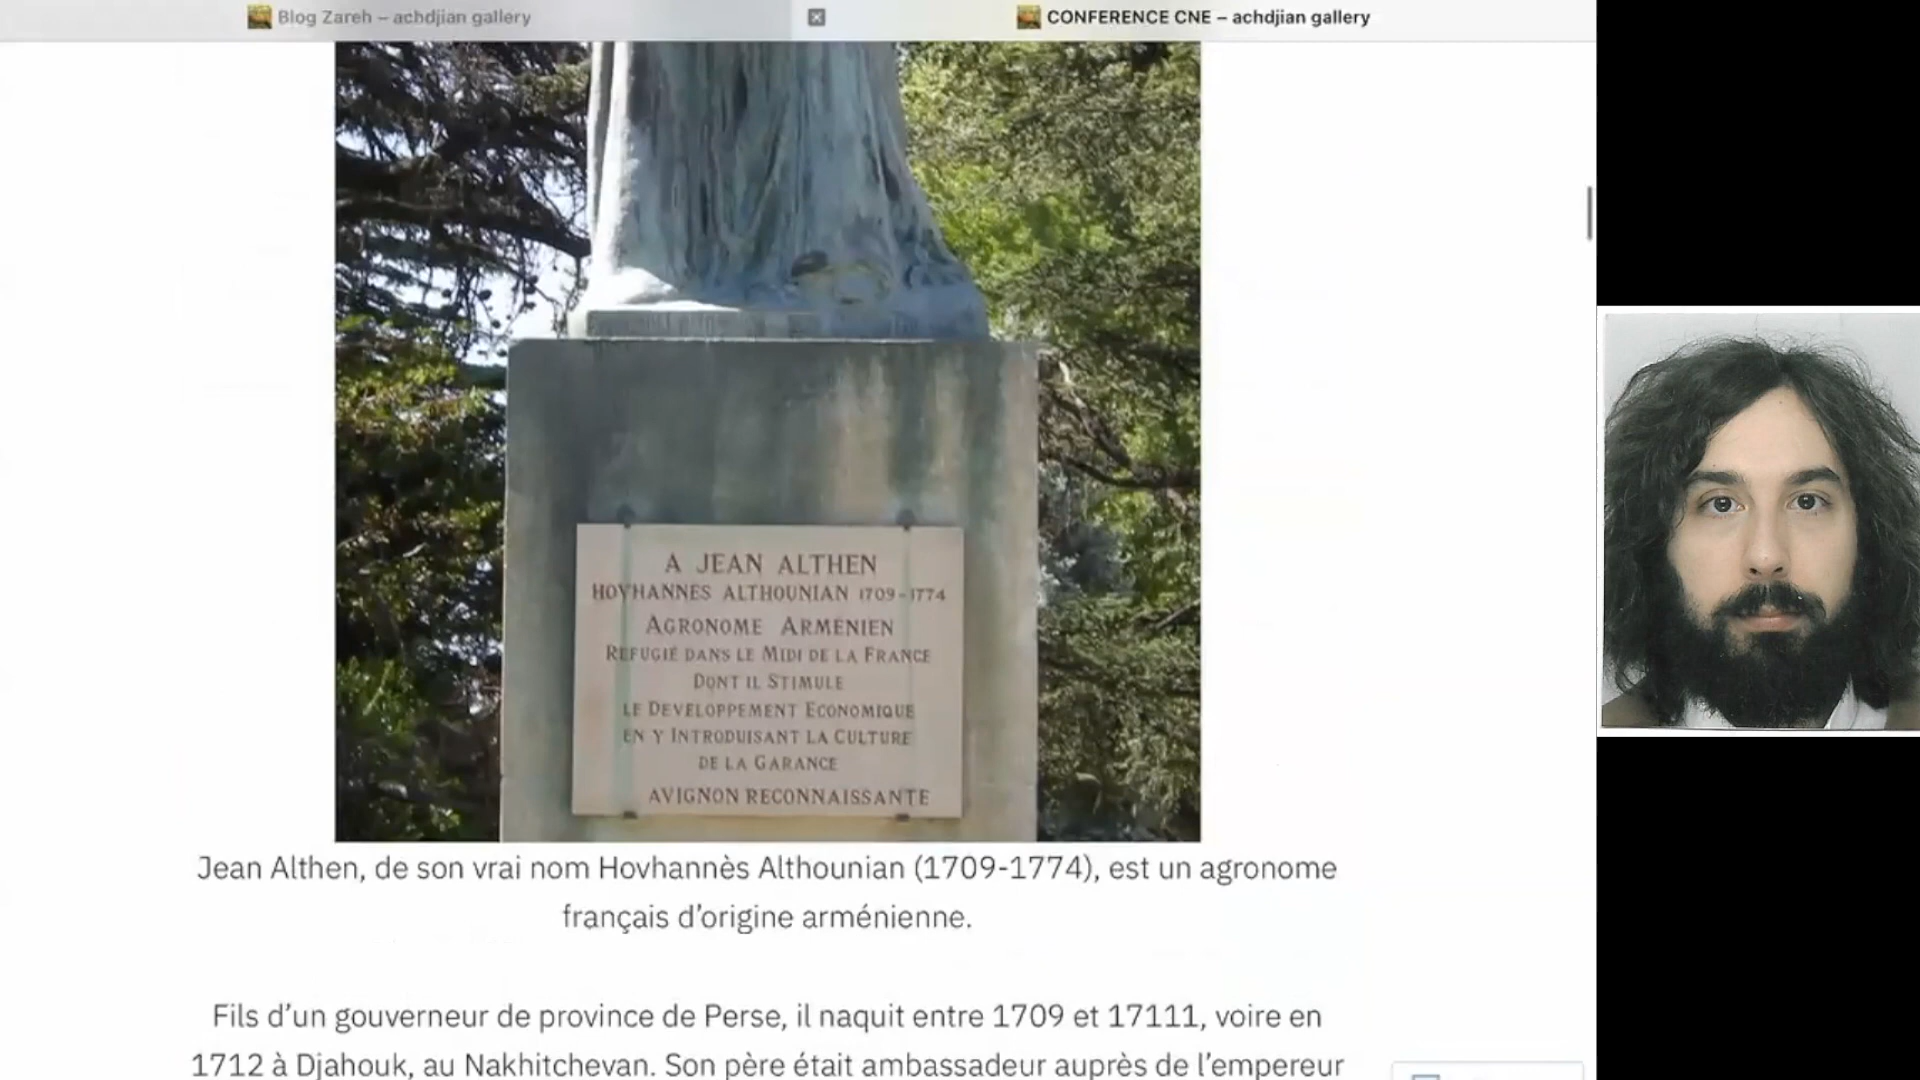 Blog Zareh – achdjian gallery
CONFERENCE CNE – achdjian gallery
A JEAN ALTHEN
HOVHANNES ALTHOUNIAN 1709-1774
AGRONOME ARMENIEN
REFUGIÉ DANS LE MIDI DE LA FRANCE
DONT IL STIMULE
LE DEVELOPPEMENT ECONOMIQUE
EN Y INTRODUISANT LA CULTURE
DE LA GARANCE
AVIGNON RECONNAISSANTE
Jean Althen, de son vrai nom Hovhannès Althounian (1709-1774), est un agronome
français d’origine arménienne.
Fils d’un gouverneur de province de Perse, il naquit entre 1709 et 17111, voire en
1712 à Djahouk, au Nakhitchevan. Son père était ambassadeur auprès de l’empereur